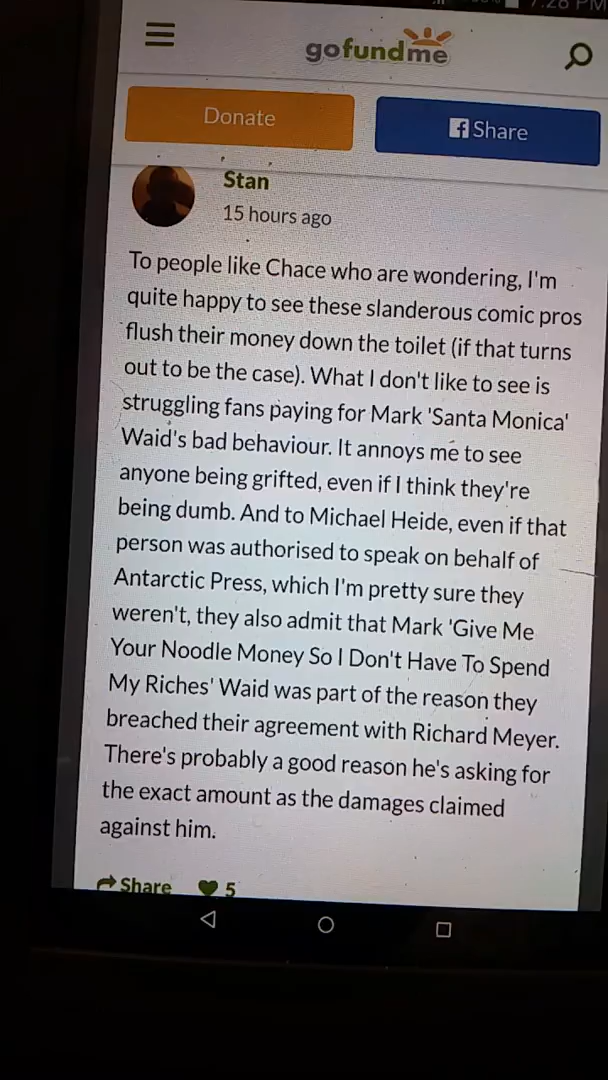 7:28 PM
gofundme
Donate
Share
Stan
15 hours ago
To people like Chace who are wondering, I'm
quite happy to see these slanderous comic pros
flush their money down the toilet (if that turns
out to be the case). What I don't like to see is
struggling fans paying for Mark 'Santa Monica'
Waid's bad behaviour. It annoys me to see
anyone being grifted, even if I think they're
being dumb. And to Michael Heide, even if that
person was authorised to speak on behalf of
Antarctic Press, which I'm pretty sure they
weren't, they also admit that Mark 'Give Me
Your Noodle Money So I Don't Have To Spend
My Riches' Waid was part of the reason they
breached their agreement with Richard Meyer.
There's probably a good reason he's asking for
the exact amount as the damages claimed
against him.
Share 5